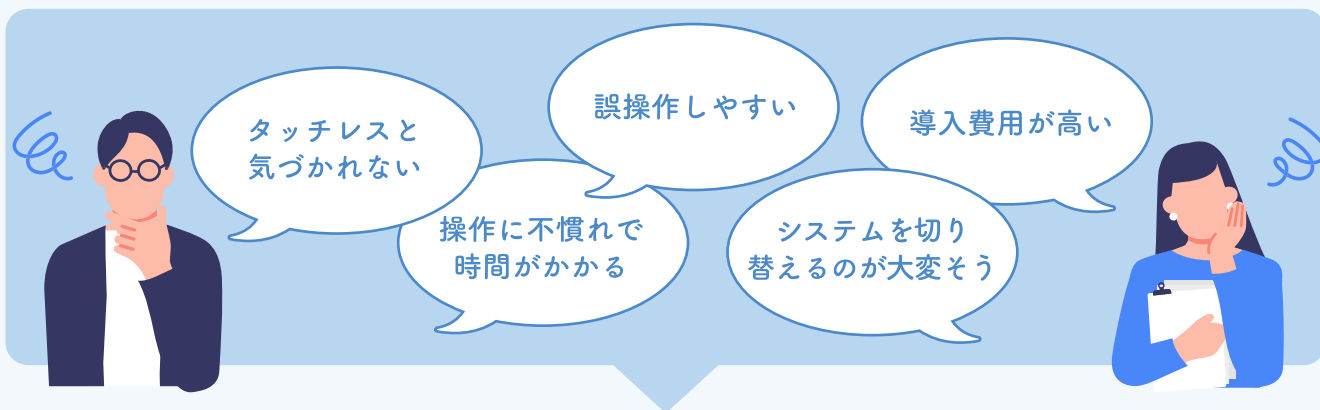 タッチレスと
気づかれない
操作に不慣れで
時間がかかる
誤操作しやすい
システムを切り
替えるのが大変そう
導入費用が高い